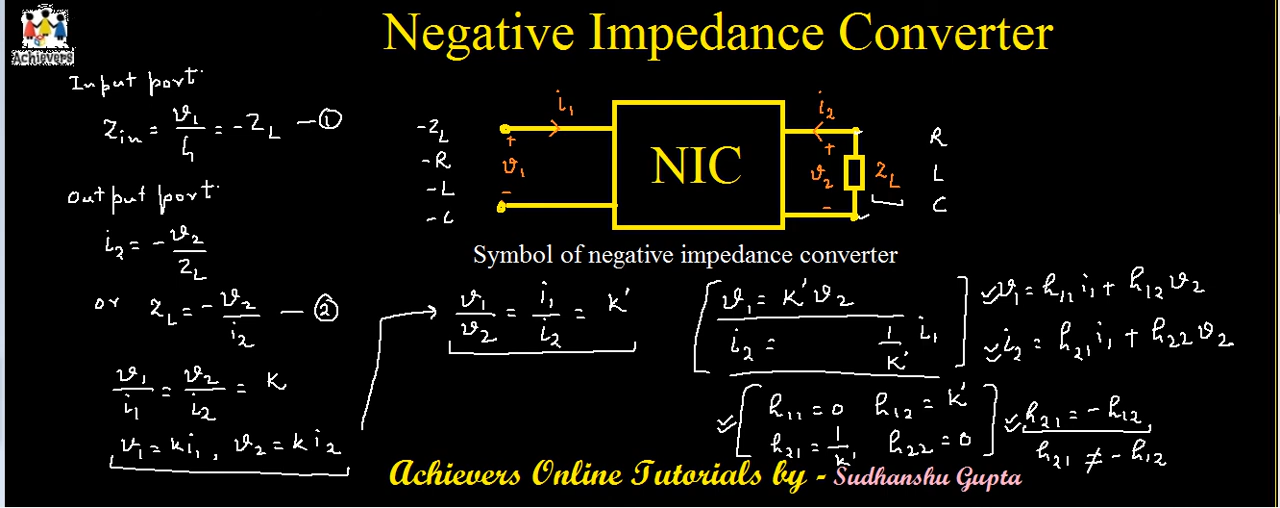 Negative Impedance Converter
Achievers
Input port
Zin = v1/i1 = -ZL —①
Output port
i2 = - v2/ZL
or ZL = - v2/i2 —②
v1/i1 = v2/i2 = K
v1 = Ki1, v2 = Ki2
-ZL
-R
-L
-C
i1
+
v1
-
NIC
i2
+
v2
-
ZL
R
L
C
Symbol of negative impedance converter
v1/v2 = i1/i2 = K'
v1 = K'v2
i2 = 1/K' i1
v1 = h11 i1 + h12 v2
i2 = h21 i1 + h22 v2
h11 = 0 h12 = K'
h21 = 1/K' h22 = 0
h21 = - h12
h21 ≠ - h12
Achievers Online Tutorials by - Sudhanshu Gupta